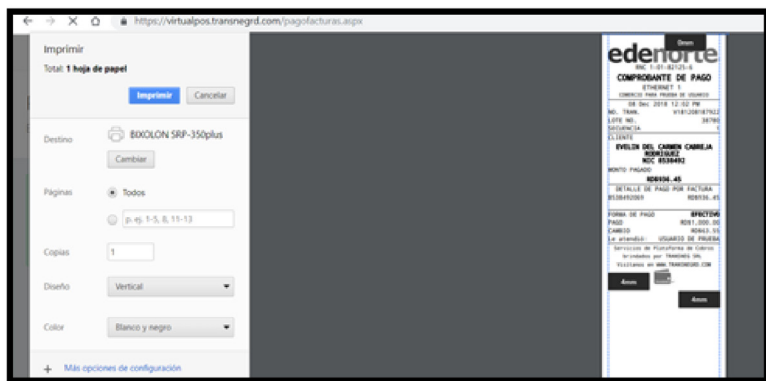 https://virtualpos.transnegrd.com/pagofacturas.aspx
Imprimir
Total: 1 hoja de papel
Imprimir Cancelar
Destino BIXOLON SRP-350plus
Cambiar
Páginas Todos
p. ej. 1-5, 8, 11-13
Copias 1
Diseño Vertical
Color Blanco y negro
+ Más opciones de configuración
0mm
edenorte
RNC 1-01-82125-6
COMPROBANTE DE PAGO
ETHERNET 1
COMERCIO PARA PRUEBA DE USUARIO
08 Dec 2018 12:02 PM
NO. TRAN. V181208187922
LOTE NO. 38780
SECUENCIA 1
CLIENTE
EVELIN DEL CARMEN CABREJA
RODRIGUEZ
NIC 8538492
MONTO PAGADO
RD$936.45
DETALLE DE PAGO POR FACTURA
8538492069 RD$936.45
FORMA DE PAGO EFECTIVO
PAGO RD$1,000.00
CAMBIO RD$63.55
Le atendió: USUARIO DE PRUEBA
Servicios de Plataforma de Cobros
brindados por TRANSNEG SRL
Visítanos en WWW.TRANSNEGRD.COM
4mm
4mm